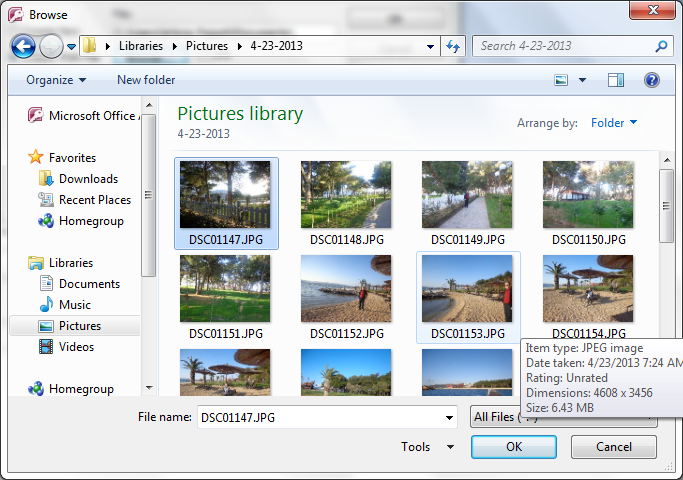 Browse
Libraries ▸ Pictures ▸ 4-23-2013
Search 4-23-2013
Organize
New folder
Microsoft Office
Pictures library
4-23-2013
Arrange by: Folder
Favorites
Downloads
Recent Places
Homegroup
Libraries
Documents
Music
Pictures
Videos
Homegroup
DSC01147.JPG
DSC01148.JPG
DSC01149.JPG
DSC01150.JPG
DSC01151.JPG
DSC01152.JPG
DSC01153.JPG
DSC01154.JPG
Item type: JPEG image
Date taken: 4/23/2013 7:24 AM
Rating: Unrated
Dimensions: 4608 x 3456
Size: 6.43 MB
File name: DSC01147.JPG
All Files
Tools
OK
Cancel